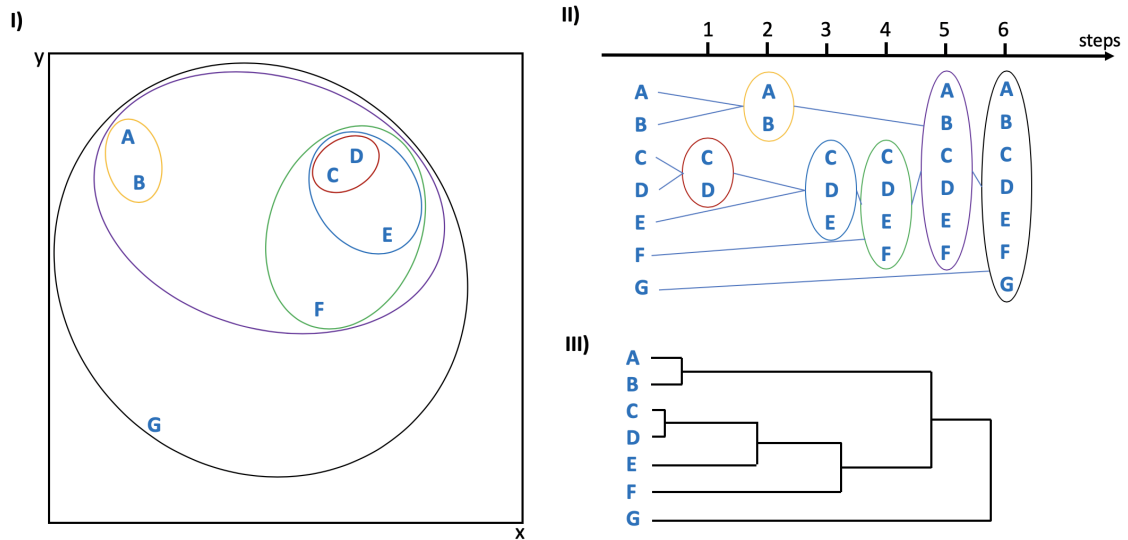 I)
y
A
B
D
C
E
F
G
x
II)
1 2 3 4 5 6
steps
A A A A
B B B B
C C C C C C
D D D D D D
E E E E E
F F F F
G G
III)
A
B
C
D
E
F
G